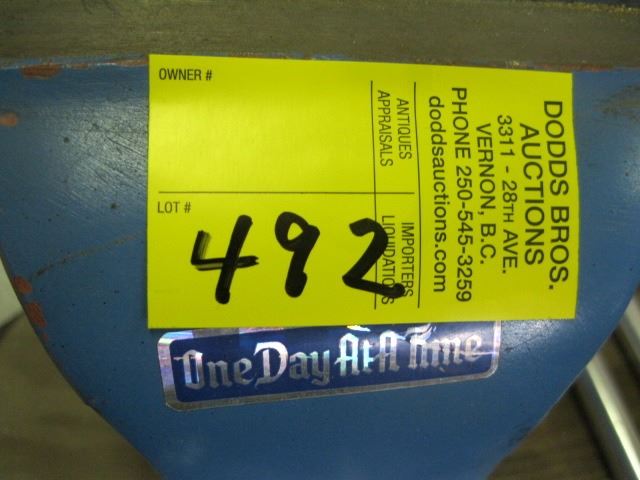 DODDS BROS.
AUCTIONS
3311 - 28TH AVE.
VERNON, B.C.
PHONE 250-545-3259
doddsauctions.com
ANTIQUES
APPRAISALS
IMPORTERS
LIQUIDATIONS
OWNER #
LOT #
492
One Day At A Time